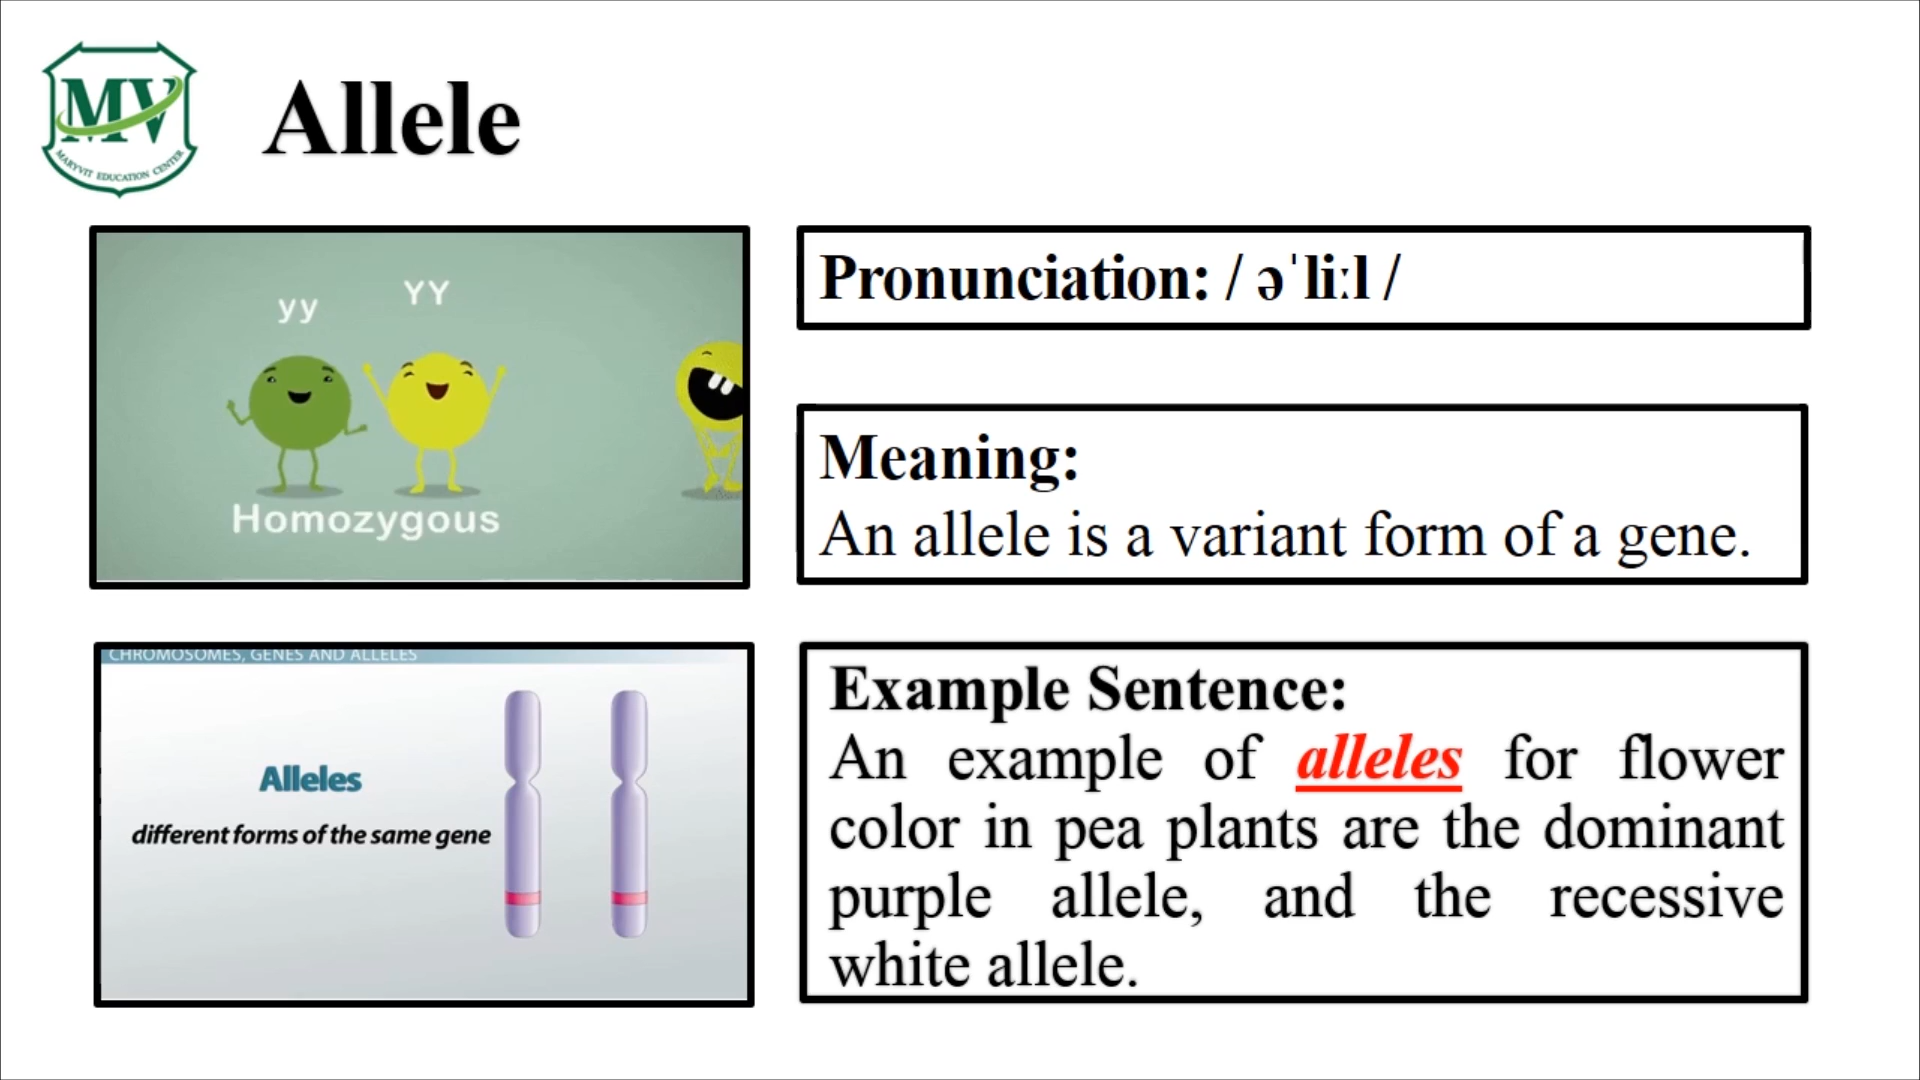 MV
MARYVIT EDUCATION CENTER
Allele
yy
YY
Homozygous
Pronunciation: / əˈliːl /
Meaning:
An allele is a variant form of a gene.
CHROMOSOMES, GENES AND ALLELES
Alleles
different forms of the same gene
Example Sentence:
An example of alleles for flower
color in pea plants are the dominant
purple allele, and the recessive
white allele.